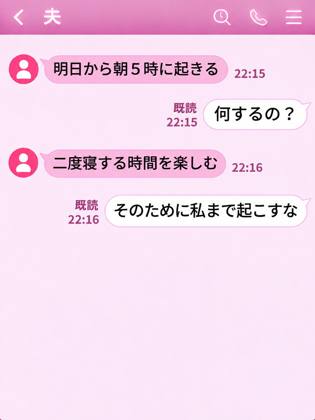 夫
明日から朝5時に起きる
22:15
既読
22:15
何するの？
二度寝する時間を楽しむ
22:16
既読
22:16
そのために私まで起こすな